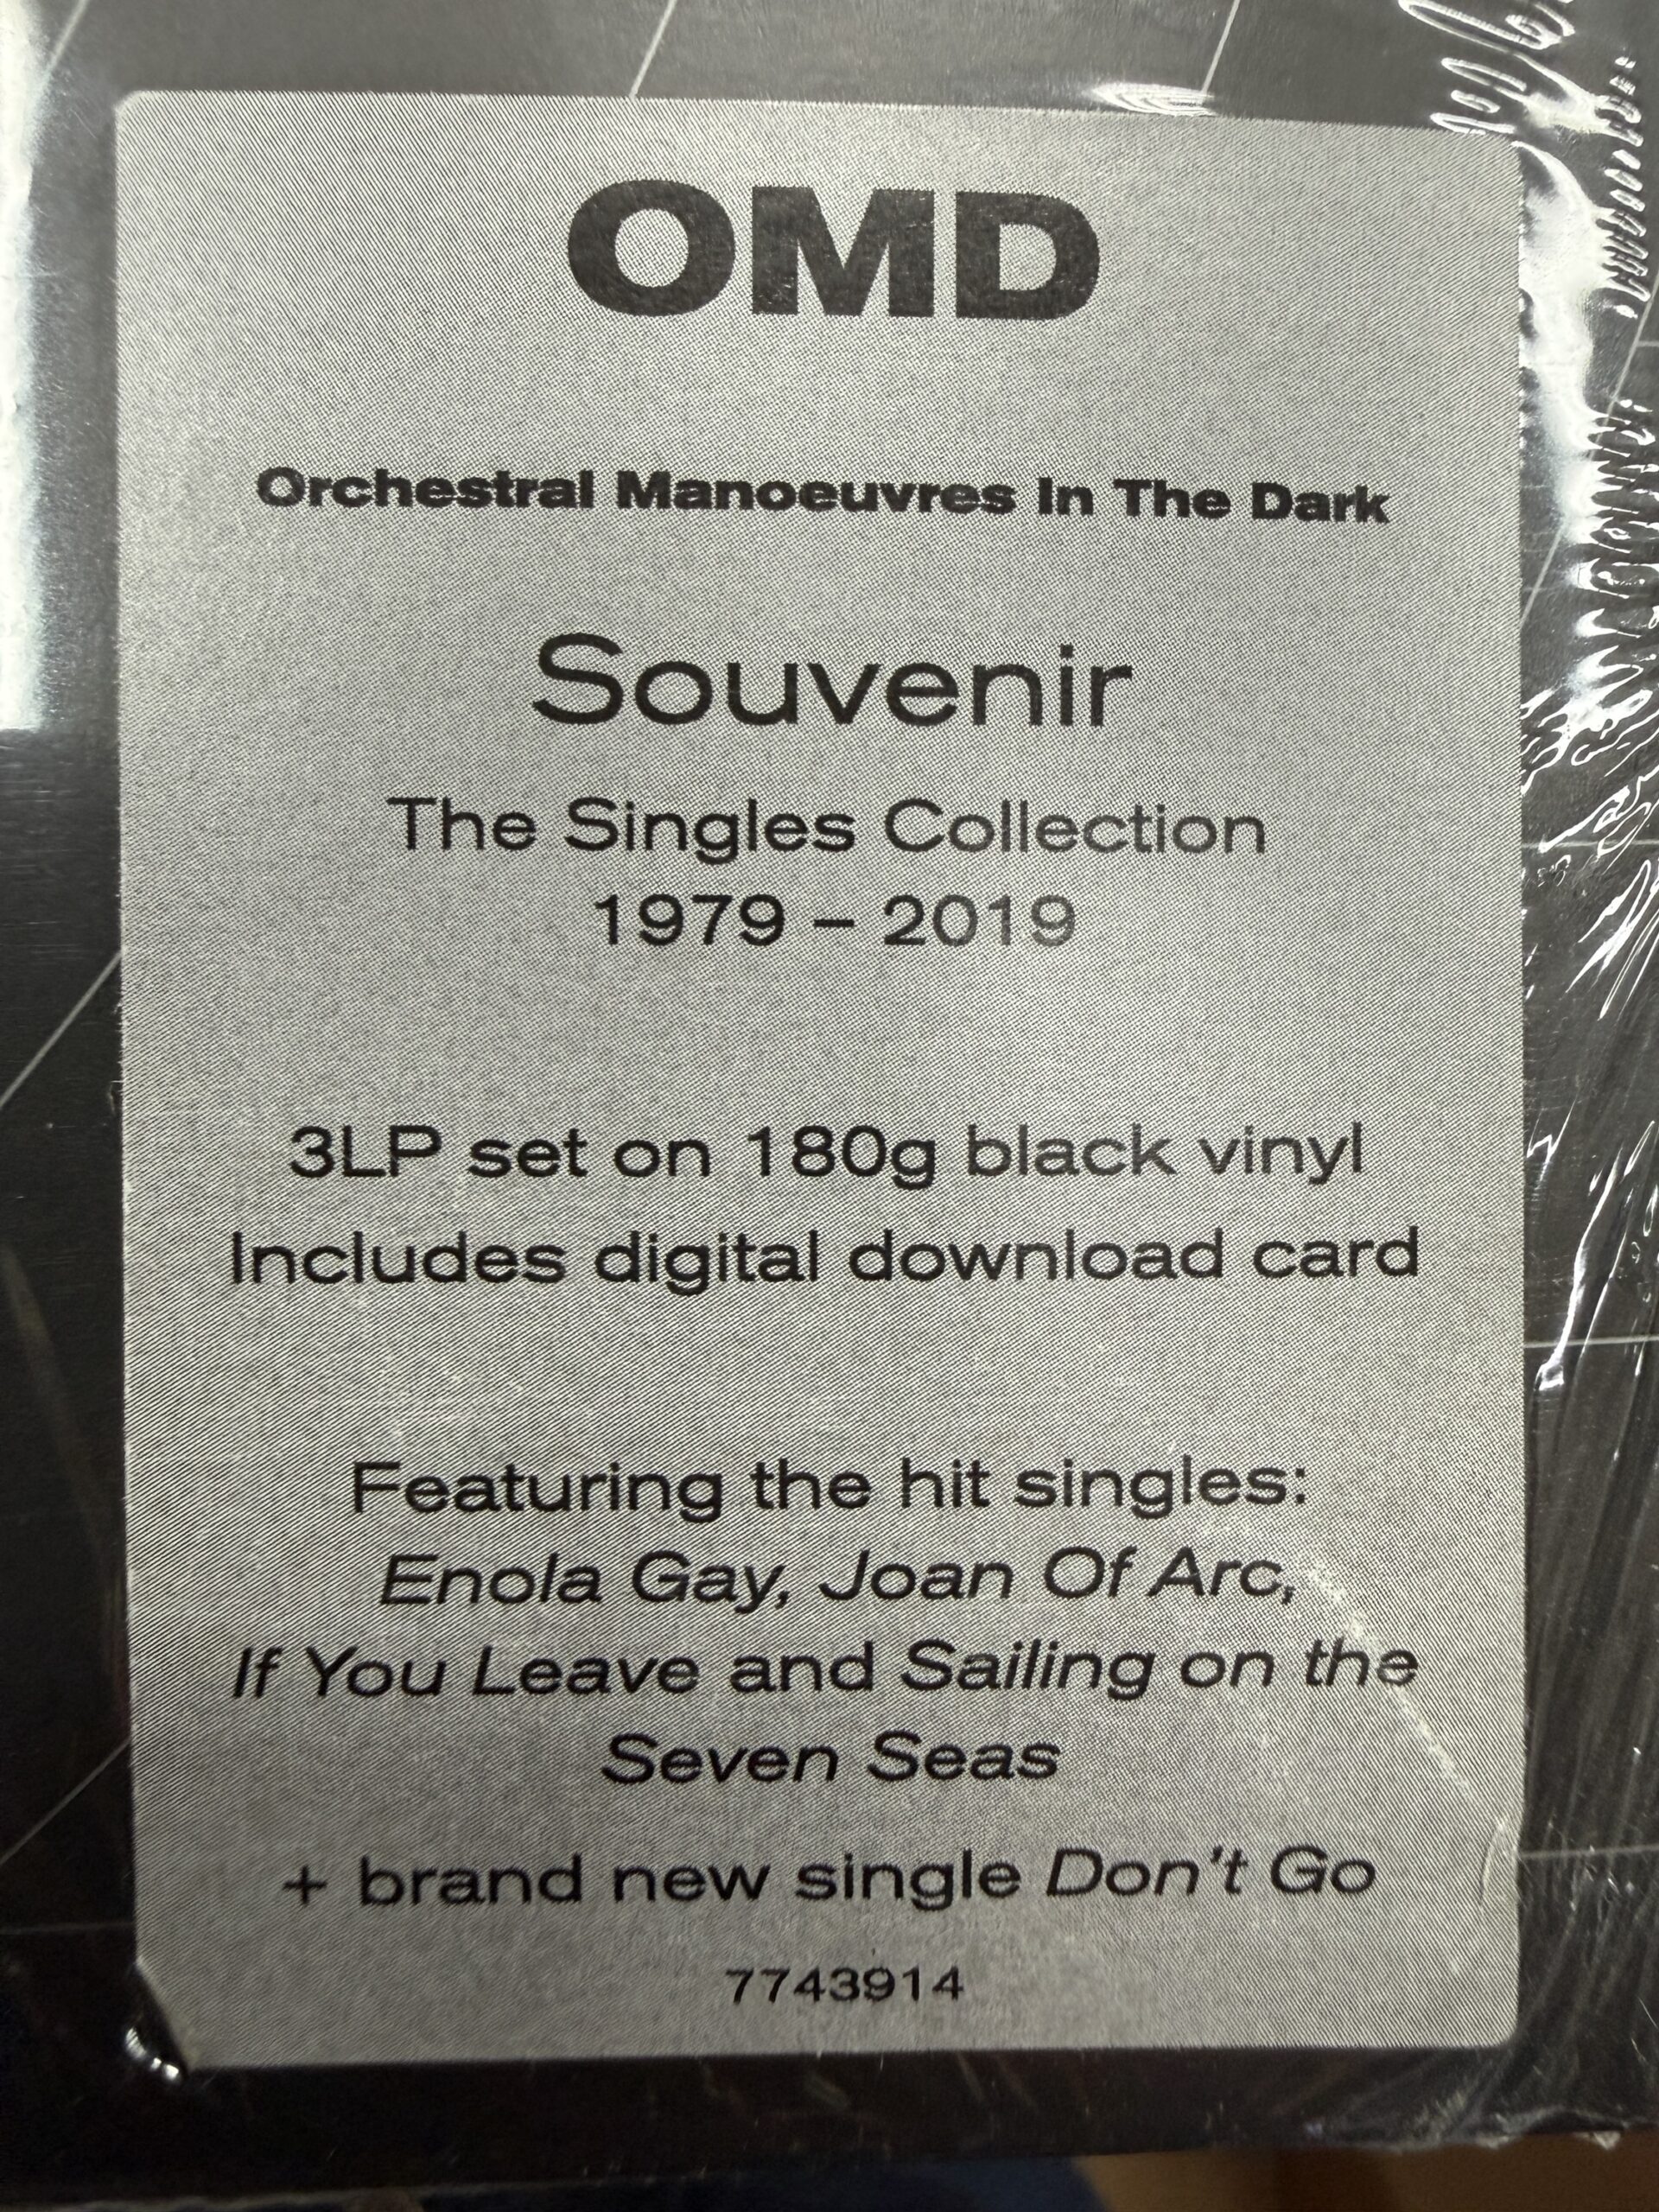 OMD
Orchestral Manoeuvres In The Dark
Souvenir
The Singles Collection
1979 – 2019
3LP set on 180g black vinyl
Includes digital download card
Featuring the hit singles:
Enola Gay, Joan Of Arc,
If You Leave and Sailing on the
Seven Seas
+ brand new single Don't Go
7743914